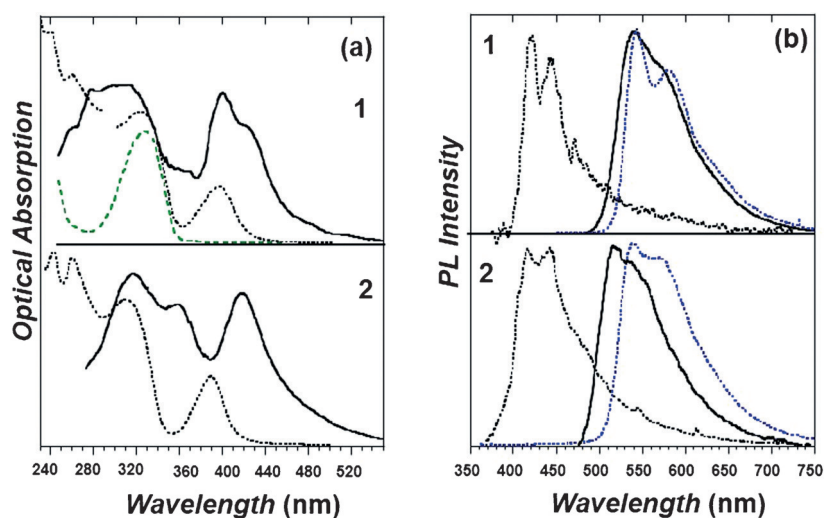 (a)
1
2
Optical Absorption
240 280 320 360 400 440 480 520
Wavelength (nm)
1
(b)
2
PL Intensity
350 400 450 500 550 600 650 700 750
Wavelength (nm)